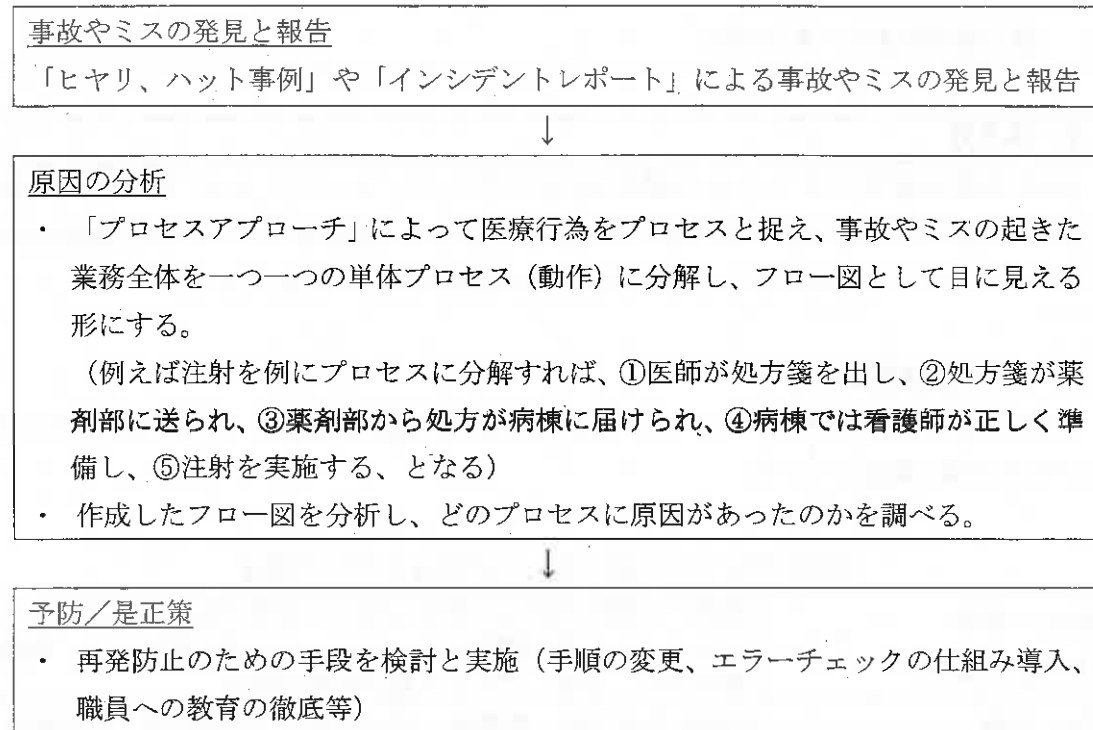 事故やミスの発見と報告
「ヒヤリ、ハット事例」や「インシデントレポート」による事故やミスの発見と報告
↓
原因の分析
・ 「プロセスアプローチ」によって医療行為をプロセスと捉え、事故やミスの起きた
業務全体を一つ一つの単体プロセス（動作）に分解し、フロー図として目に見える
形にする。
（例えば注射を例にプロセスに分解すれば、①医師が処方箋を出し、②処方箋が薬
剤部に送られ、③薬剤部から処方が病棟に届けられ、④病棟では看護師が正しく準
備し、⑤注射を実施する、となる）
・ 作成したフロー図を分析し、どのプロセスに原因があったのかを調べる。
↓
予防／是正策
・ 再発防止のための手段を検討と実施（手順の変更、エラーチェックの仕組み導入、
職員への教育の徹底等）